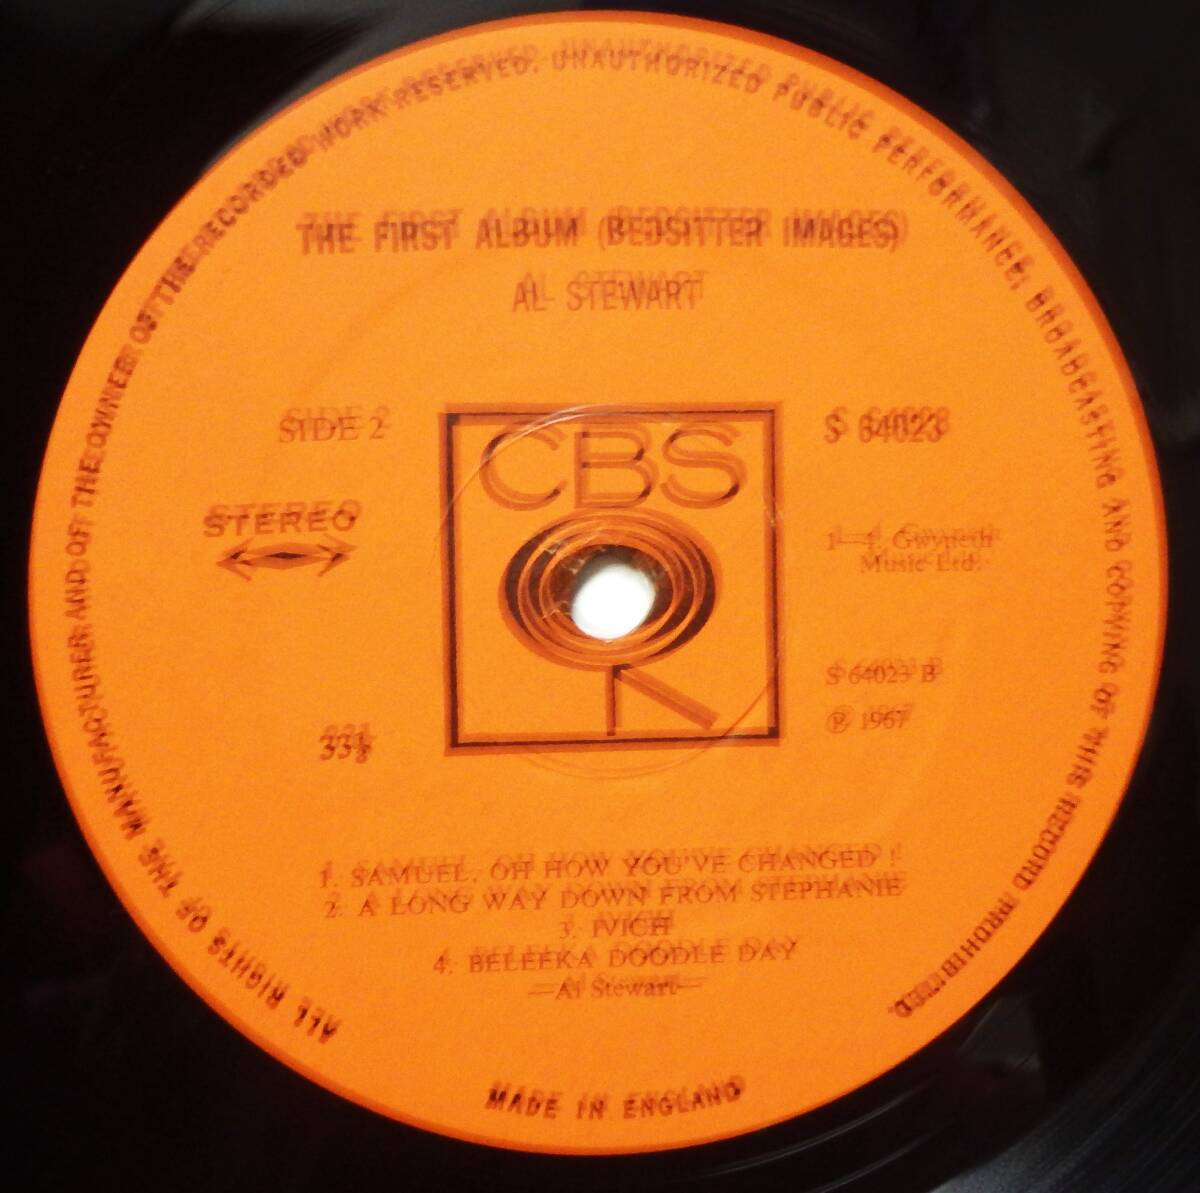 ALL RIGHTS OF THE MANUFACTURER AND OF THE OWNER OF THE RECORDED WORK RESERVED. UNAUTHORIZED PUBLIC PERFORMANCE, BROADCASTING AND COPYING OF THIS RECORD PROHIBITED.
THE FIRST ALBUM (BEDSITTER IMAGES)
AL STEWART
SIDE 2
S 64023
CBS
STEREO
1—4. Gwyneth
Music Ltd.
S 64023 B
℗ 1967
33⅓
1. SAMUEL, OH HOW YOU'VE CHANGED !
2. A LONG WAY DOWN FROM STEPHANIE
3. IVICH
4. BELEEKA DOODLE DAY
—Al Stewart—
MADE IN ENGLAND